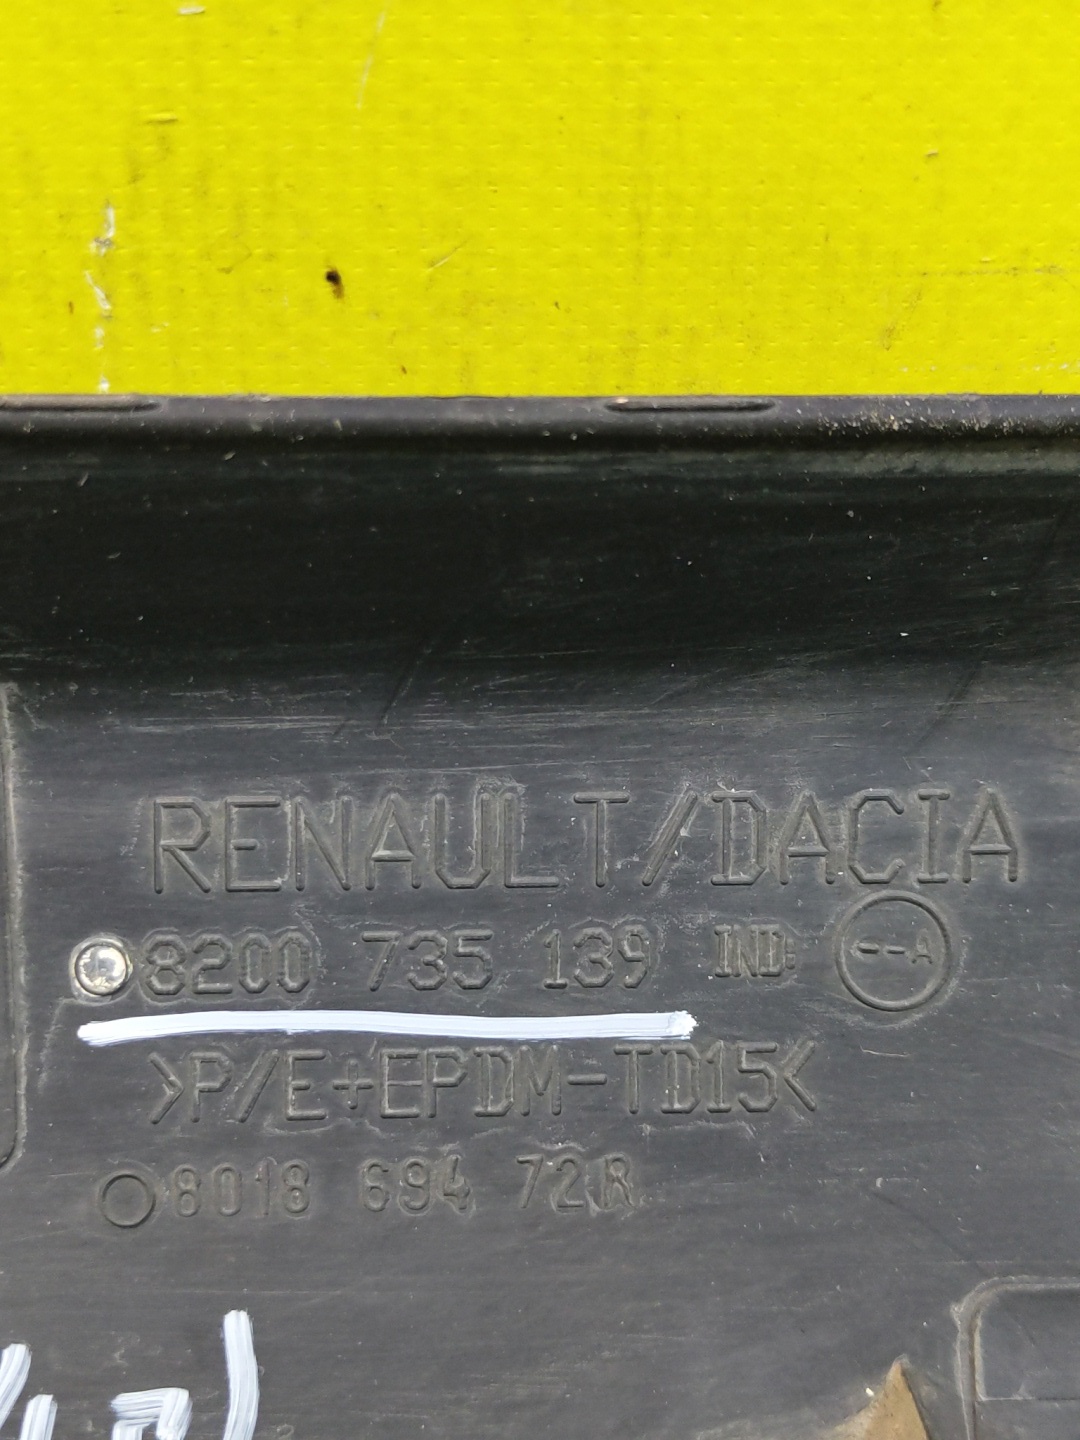 RENAULT/DACIA
8200 735 139 IND: --A
>P/E+EPDM-TD15<
8018 694 72R